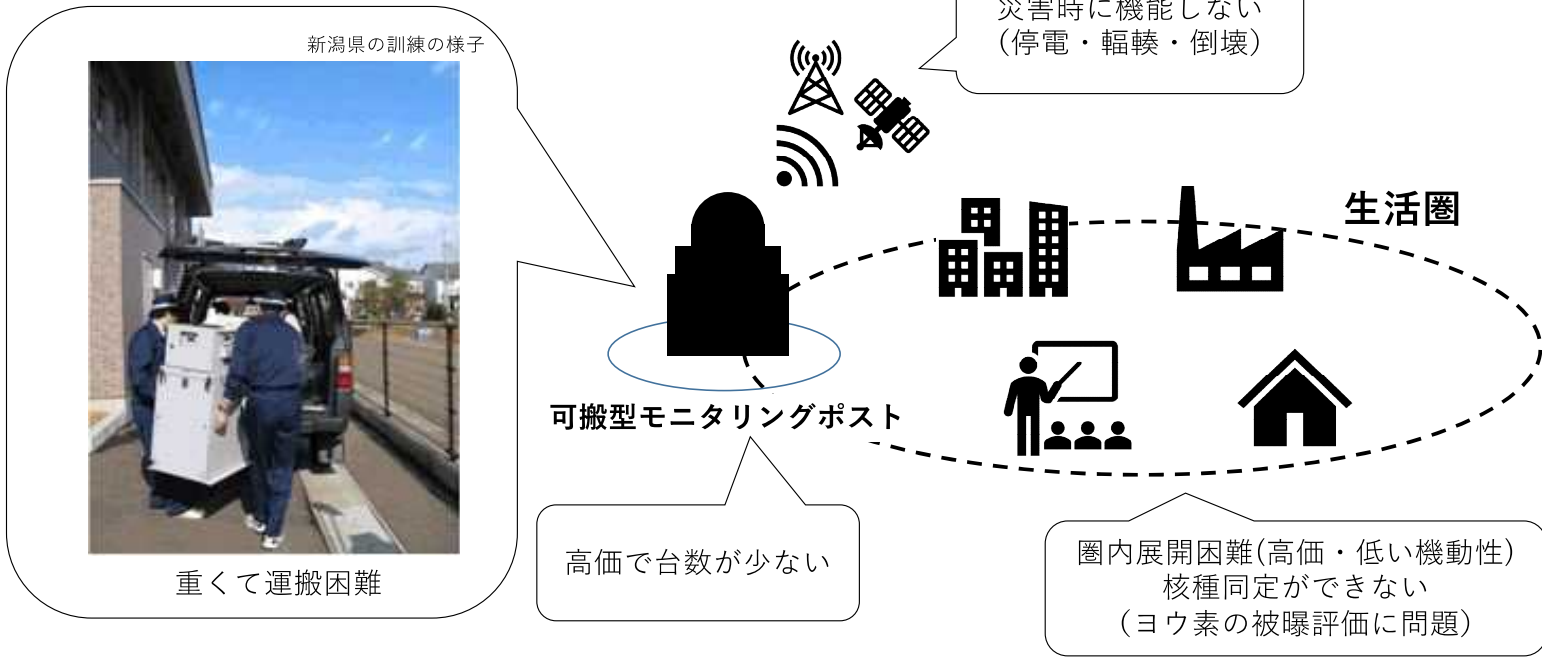 災害時に機能しない
(停電・輻輳・倒壊)
新潟県の訓練の様子
重くて運搬困難
生活圏
可搬型モニタリングポスト
高価で台数が少ない
圏内展開困難(高価・低い機動性)
核種同定ができない
(ヨウ素の被曝評価に問題)